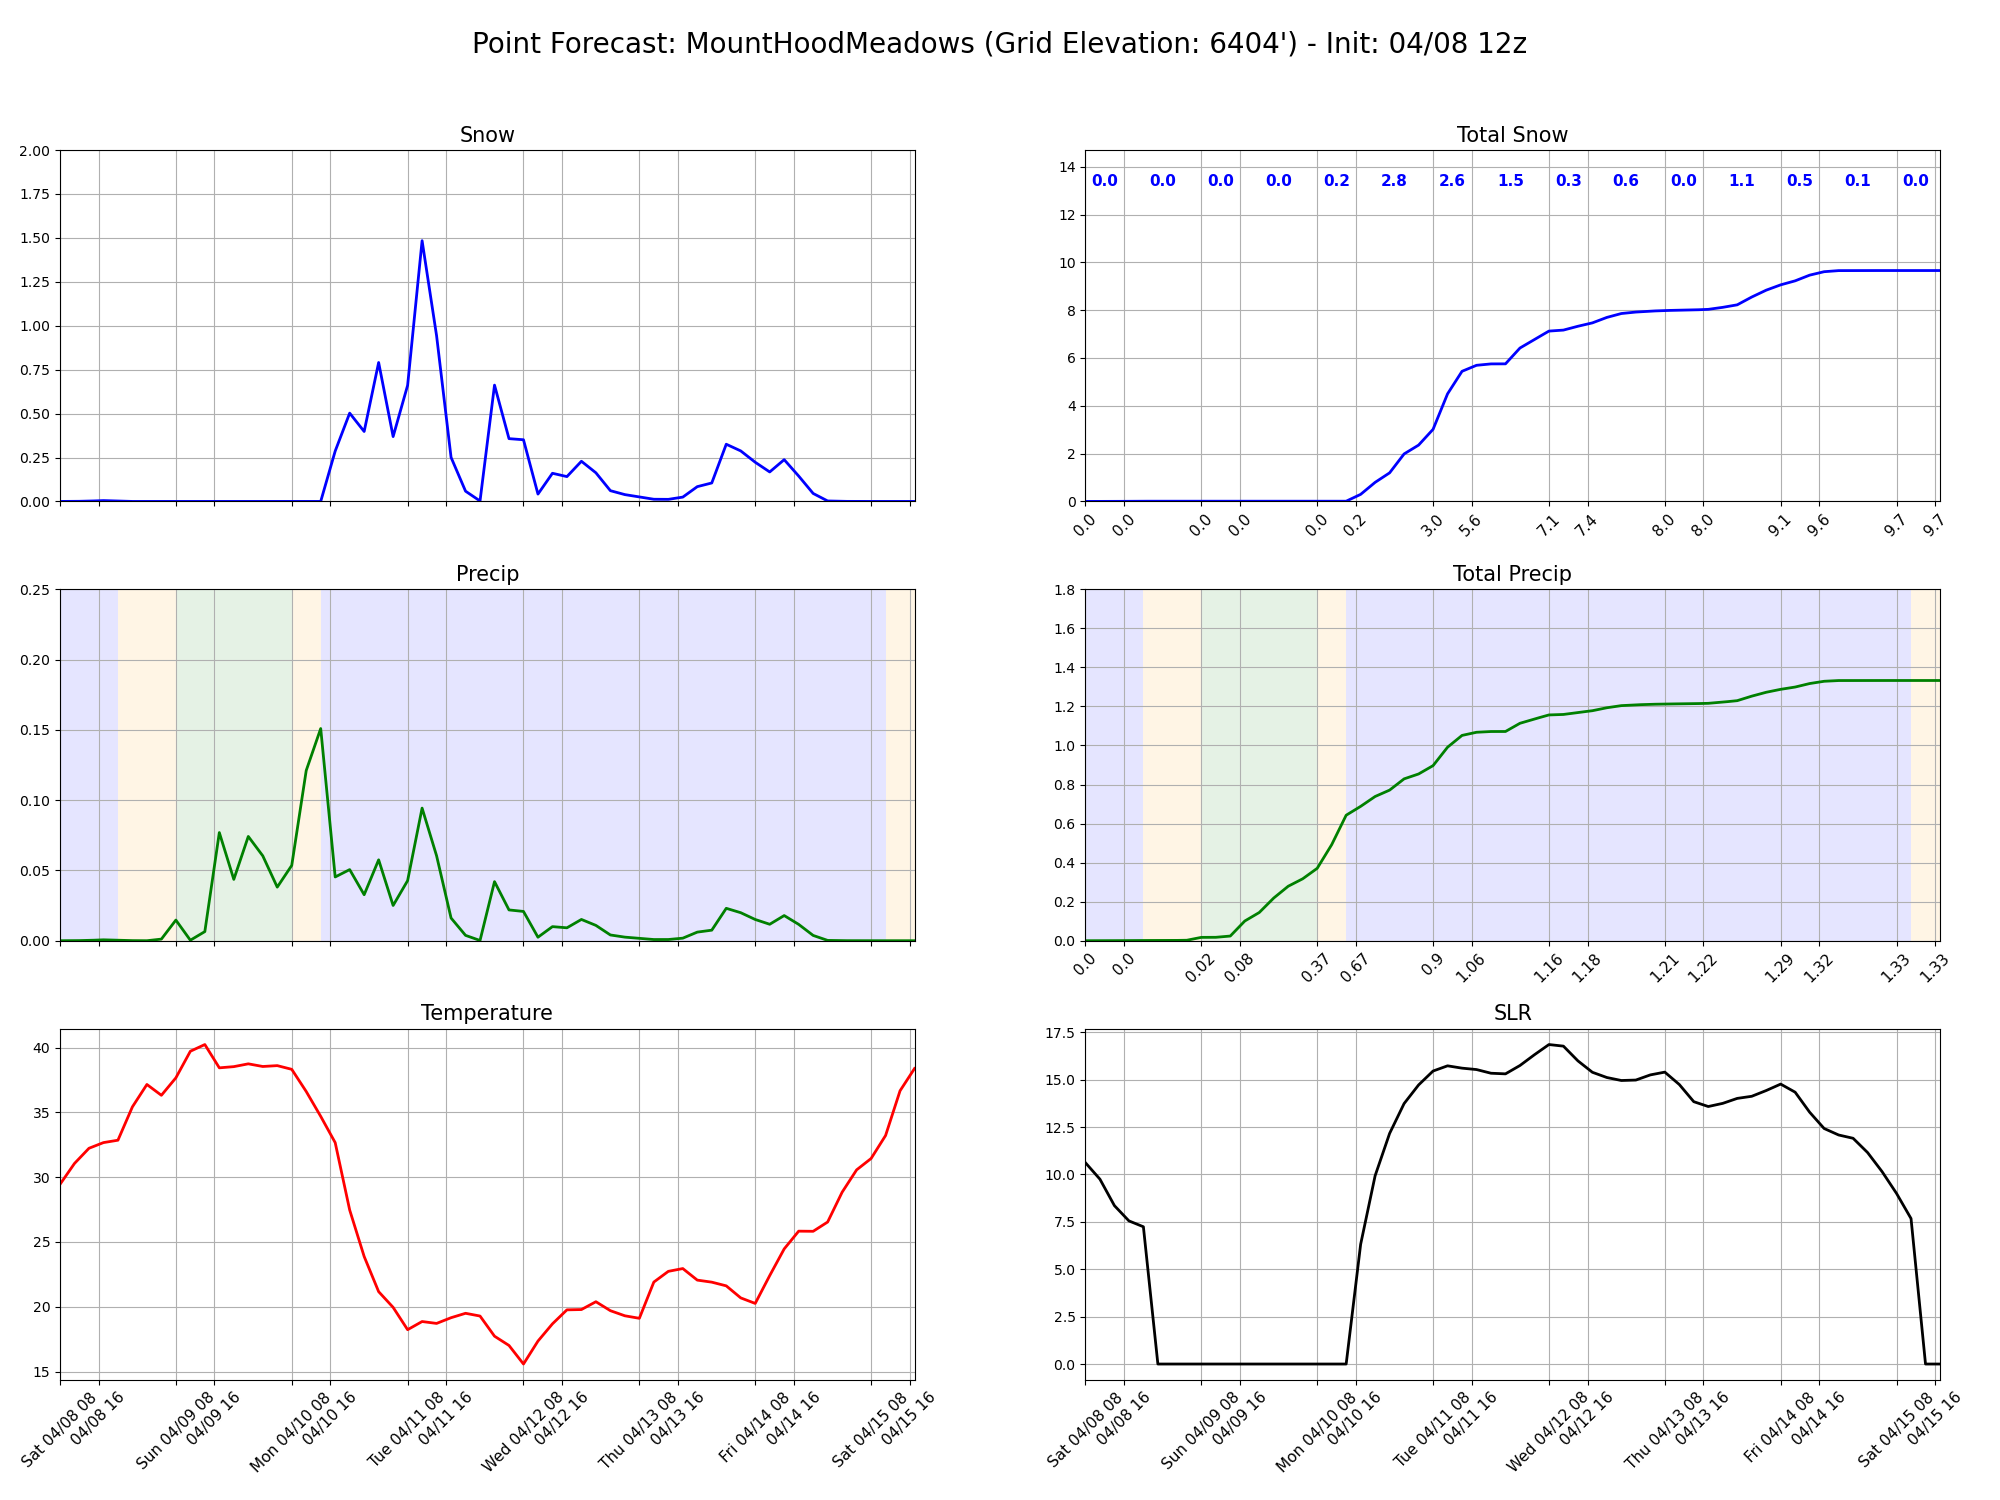 Point Forecast: MountHoodMeadows (Grid Elevation: 6404') - Init: 04/08 12z
Snow
2.00
1.75
1.50
1.25
1.00
0.75
0.50
0.25
0.00
Total Snow
14
12
10
8
6
4
2
0
0.0 0.0 0.0 0.0 0.2 2.8 2.6 1.5 0.3 0.6 0.0 1.1 0.5 0.1 0.0
0.0 0.0 0.0 0.0 0.0 0.2 3.0 5.6 7.1 7.4 8.0 8.0 9.1 9.6 9.7 9.7
Precip
0.25
0.20
0.15
0.10
0.05
0.00
Total Precip
1.8
1.6
1.4
1.2
1.0
0.8
0.6
0.4
0.2
0.0
0.0 0.0 0.02 0.08 0.37 0.67 0.9 1.06 1.16 1.18 1.21 1.22 1.29 1.32 1.33 1.33
Temperature
40
35
30
25
20
15
Sat 04/08 08
04/08 16
Sun 04/09 08
04/09 16
Mon 04/10 08
04/10 16
Tue 04/11 08
04/11 16
Wed 04/12 08
04/12 16
Thu 04/13 08
04/13 16
Fri 04/14 08
04/14 16
Sat 04/15 08
04/15 16
SLR
17.5
15.0
12.5
10.0
7.5
5.0
2.5
0.0
Sat 04/08 08
04/08 16
Sun 04/09 08
04/09 16
Mon 04/10 08
04/10 16
Tue 04/11 08
04/11 16
Wed 04/12 08
04/12 16
Thu 04/13 08
04/13 16
Fri 04/14 08
04/14 16
Sat 04/15 08
04/15 16